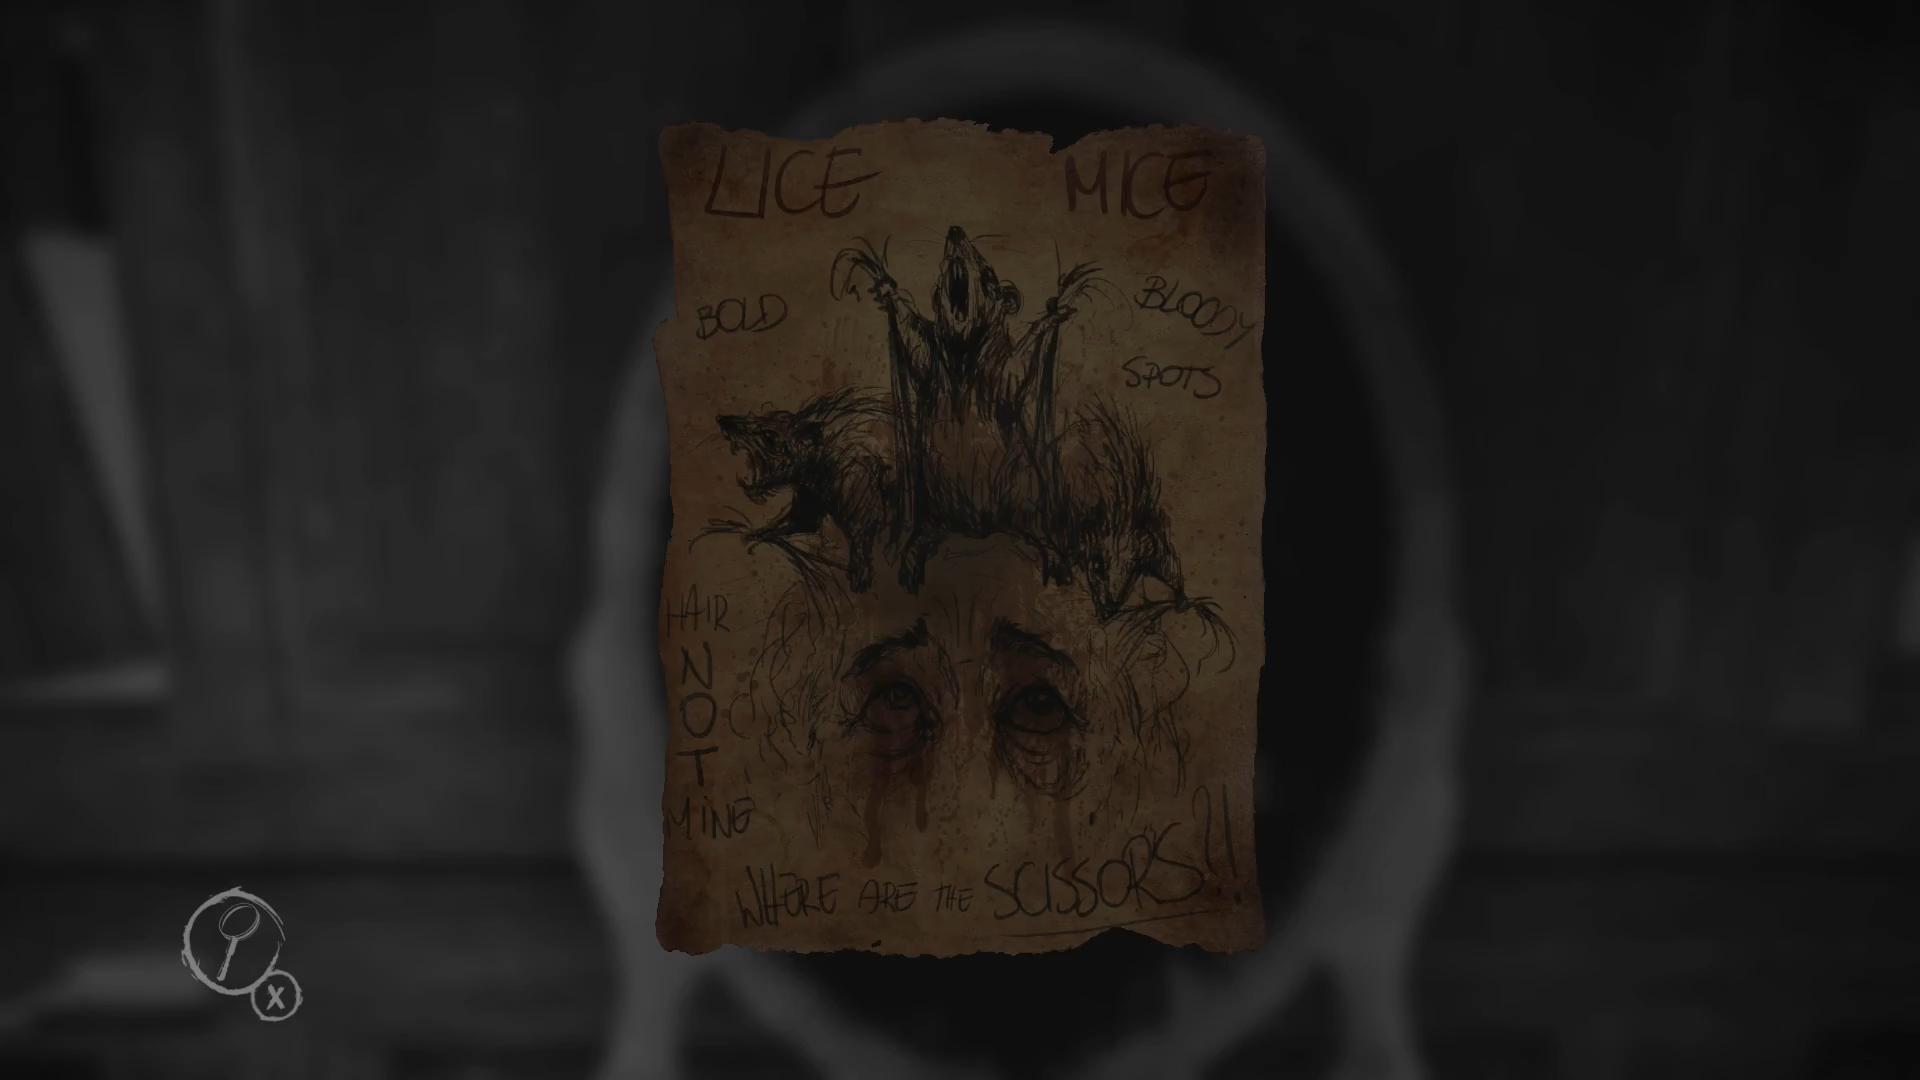 LICE MICE
BOLD
BLOODY
SPOTS
HAIR
NOT
MINE
WHERE ARE THE SCISSORS?!
X